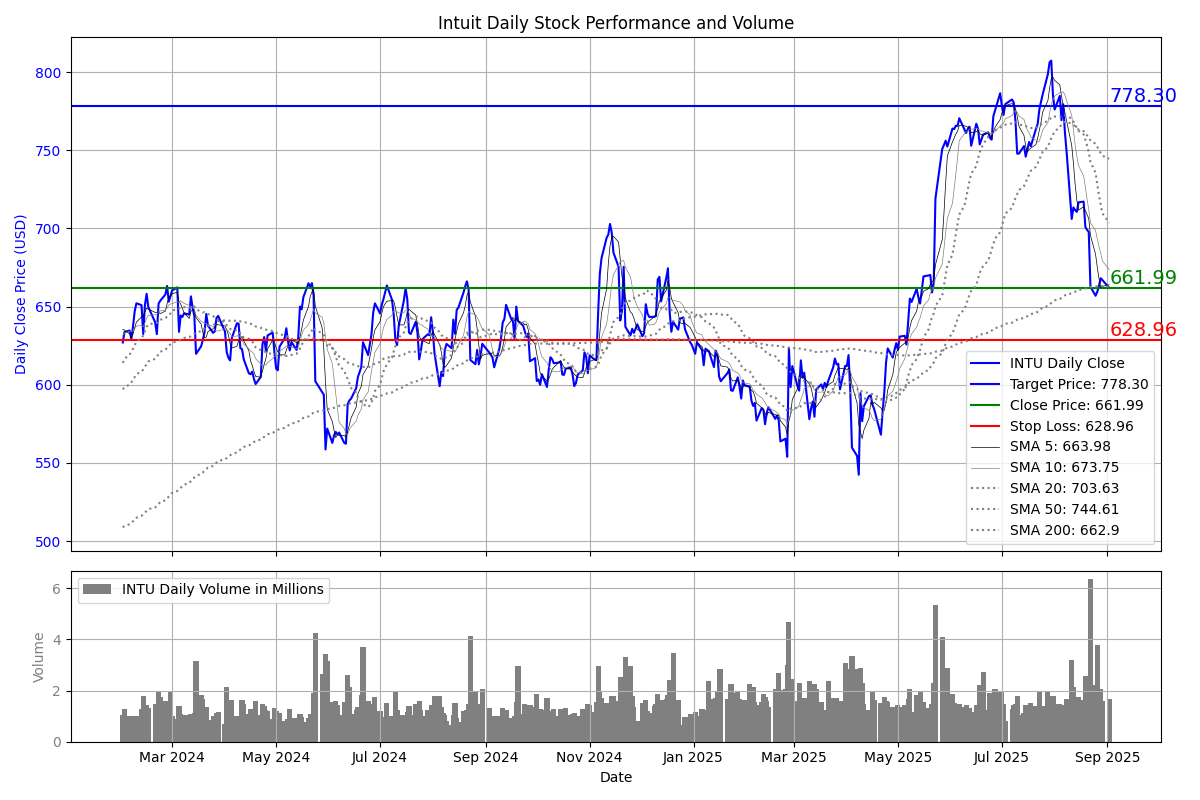 Intuit Daily Stock Performance and Volume
Daily Close Price (USD)
800
750
700
650
600
550
500
778.30
661.99
628.96
INTU Daily Close
Target Price: 778.30
Close Price: 661.99
Stop Loss: 628.96
SMA 5: 663.98
SMA 10: 673.75
SMA 20: 703.63
SMA 50: 744.61
SMA 200: 662.9
Volume
6
4
2
0
INTU Daily Volume in Millions
Mar 2024 May 2024 Jul 2024 Sep 2024 Nov 2024 Jan 2025 Mar 2025 May 2025 Jul 2025 Sep 2025
Date